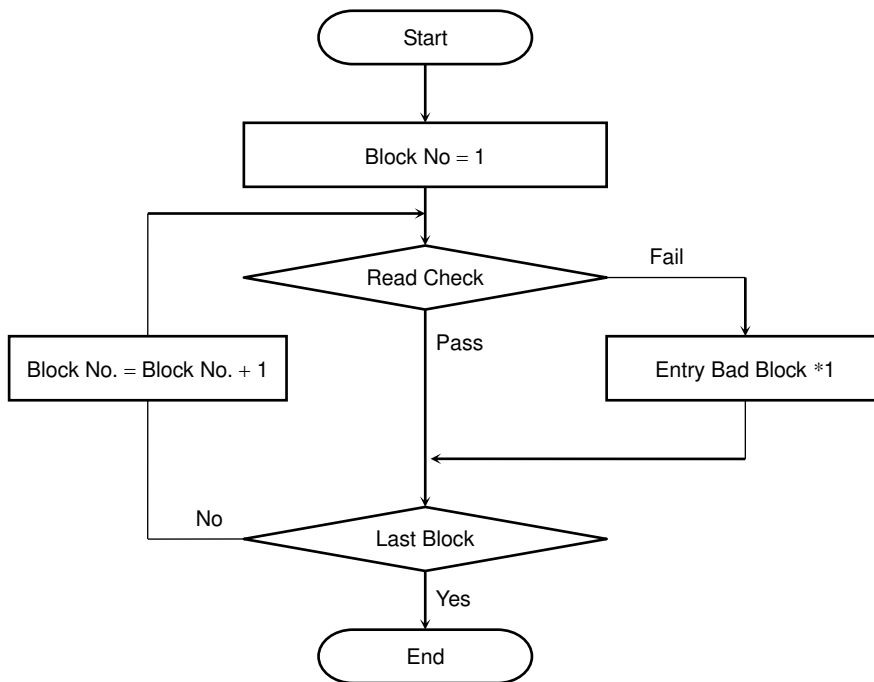 Start
Block No = 1
Read Check
Fail
Pass
Block No. = Block No. + 1
Entry Bad Block *1
No
Last Block
Yes
End